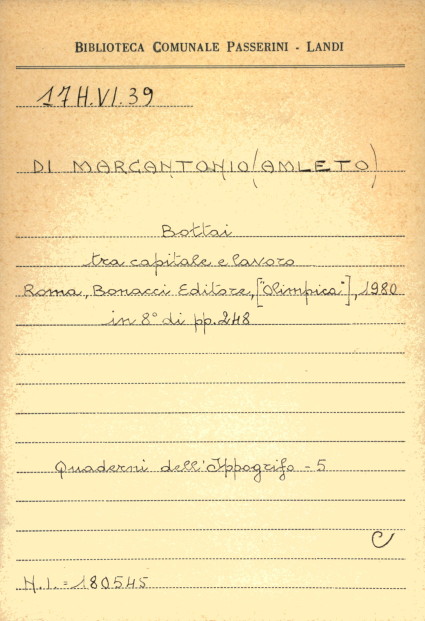 BIBLIOTECA COMUNALE PASSERINI - LANDI
17H.VI.39
DI MARCANTONIO (AMLETO)
Bottai
tra capitale e lavoro
Roma, Bonacci Editore, ["Olimpica"], 1980
in 8° di pp. 248
Quaderni dell'Ippogrifo - 5
C
N.I. = 180545